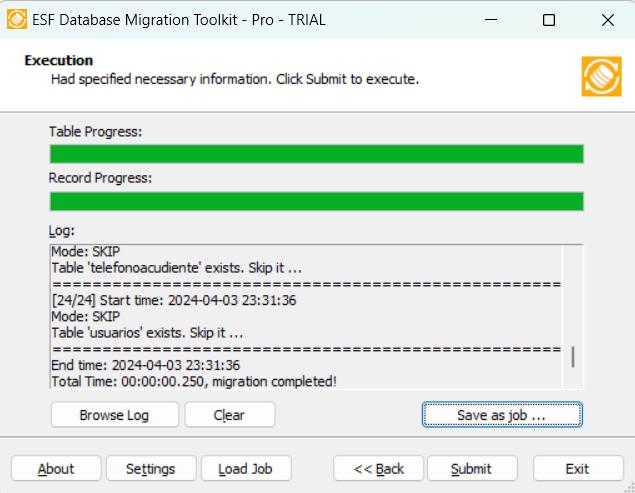 ESF Database Migration Toolkit - Pro - TRIAL
Execution
Had specified necessary information. Click Submit to execute.
Table Progress:
Record Progress:
Log:
Mode: SKIP
Table 'telefonoacudiente' exists. Skip it ...
====================================================
[24/24] Start time: 2024-04-03 23:31:36
Mode: SKIP
Table 'usuarios' exists. Skip it ...
====================================================
End time: 2024-04-03 23:31:36
Total Time: 00:00:00.250, migration completed!
Browse Log Clear Save as job ...
About Settings Load Job << Back Submit Exit